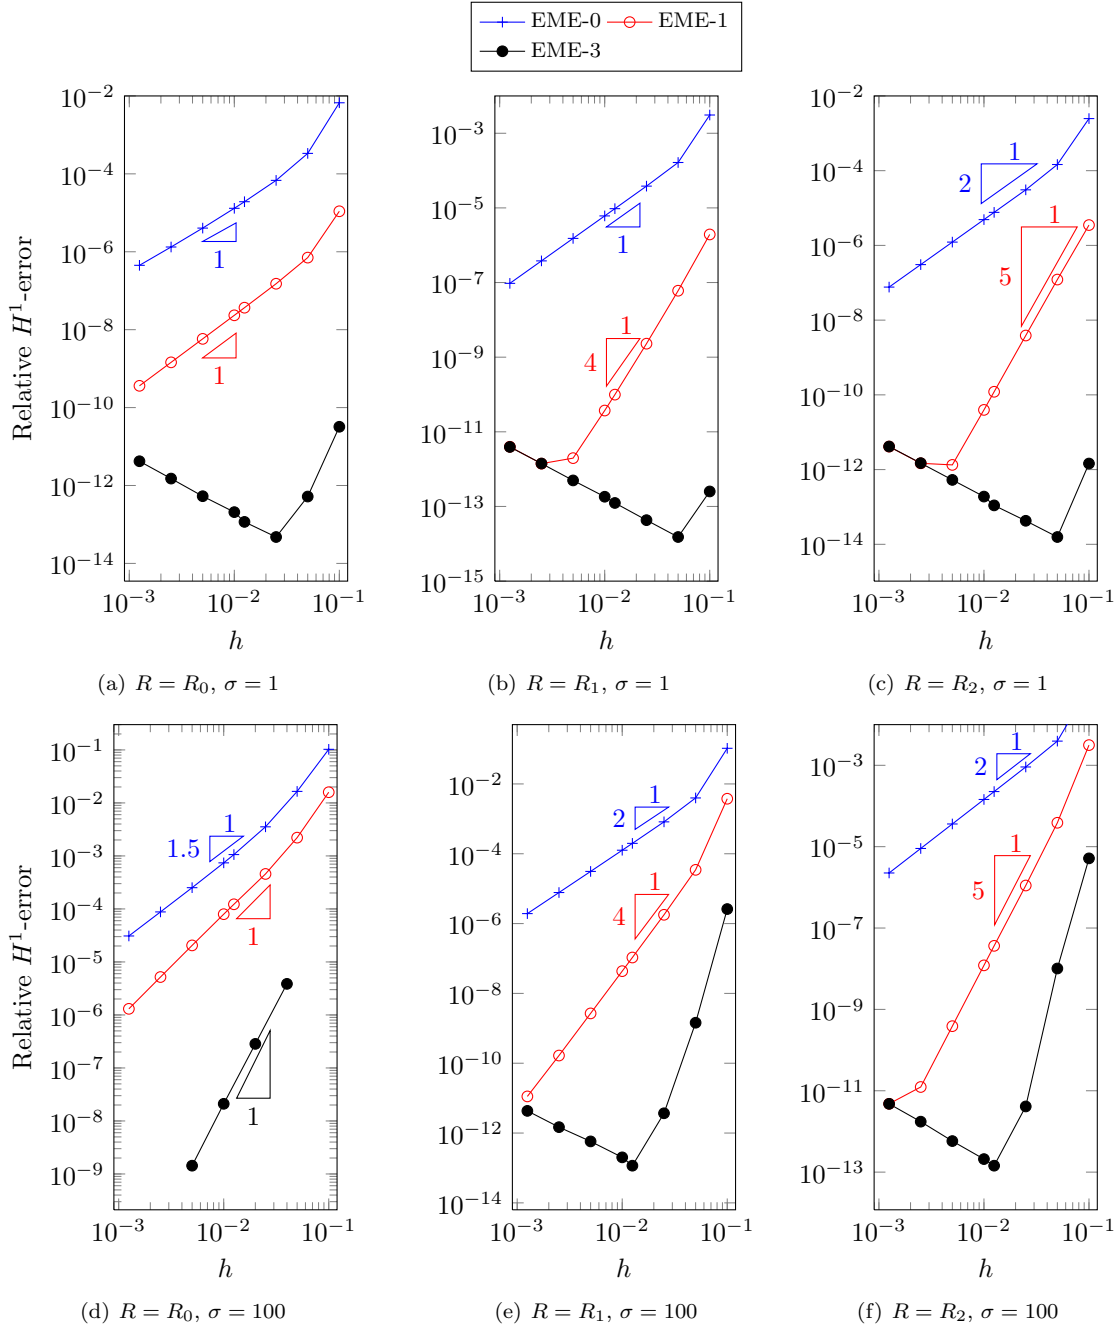 EME-0 EME-1
EME-3
10^{-2}
10^{-4}
10^{-6}
10^{-8}
10^{-10}
10^{-12}
10^{-14}
Relative H^1-error
1
1
10^{-3} 10^{-2} 10^{-1}
h
(a) R = R_0, σ = 1
10^{-3}
10^{-5}
10^{-7}
10^{-9}
10^{-11}
10^{-13}
10^{-15}
1
1
4
10^{-3} 10^{-2} 10^{-1}
h
(b) R = R_1, σ = 1
10^{-2}
10^{-4}
10^{-6}
10^{-8}
10^{-10}
10^{-12}
10^{-14}
1
2
1
5
10^{-3} 10^{-2} 10^{-1}
h
(c) R = R_2, σ = 1
10^{-1}
10^{-2}
10^{-3}
10^{-4}
10^{-5}
10^{-6}
10^{-7}
10^{-8}
10^{-9}
Relative H^1-error
1
1.5
1
1
10^{-3} 10^{-2} 10^{-1}
h
(d) R = R_0, σ = 100
10^{-2}
10^{-4}
10^{-6}
10^{-8}
10^{-10}
10^{-12}
10^{-14}
1
2
1
4
10^{-3} 10^{-2} 10^{-1}
h
(e) R = R_1, σ = 100
10^{-3}
10^{-5}
10^{-7}
10^{-9}
10^{-11}
10^{-13}
1
2
1
5
10^{-3} 10^{-2} 10^{-1}
h
(f) R = R_2, σ = 100